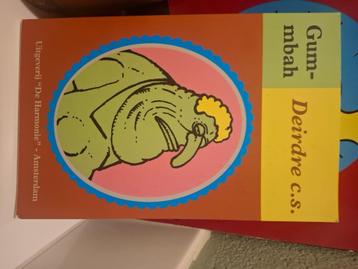 Gum-
mbah
Deirdre c.s.
Uitgeverij "De Harmonie" - Amsterdam